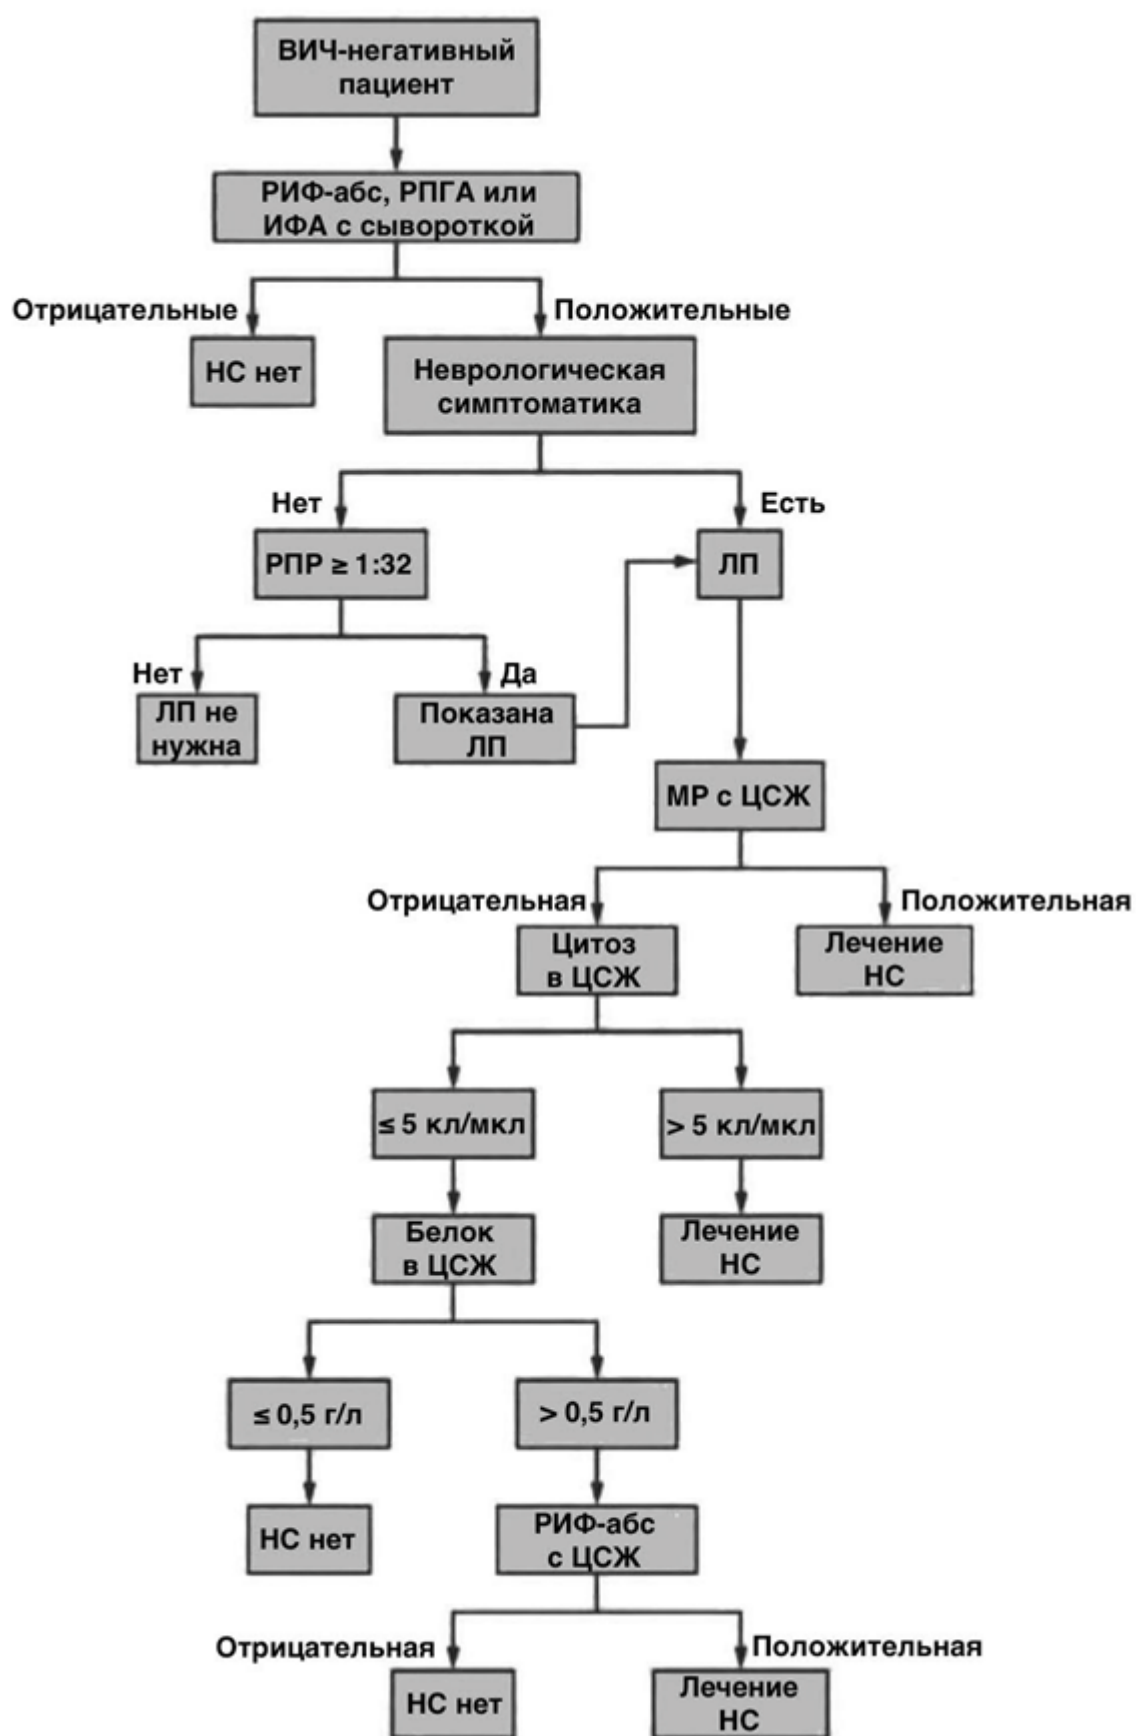 ВИЧ-негативный
пациент
РИФ-абс, РПГА или
ИФА с сывороткой
Отрицательные
Положительные
НС нет
Неврологическая
симптоматика
Нет
Есть
РПР ≥ 1:32
ЛП
Нет
Да
ЛП не
нужна
Показана
ЛП
МР с ЦСЖ
Отрицательная
Положительная
Цитоз
в ЦСЖ
Лечение
НС
≤ 5 кл/мкл
> 5 кл/мкл
Белок
в ЦСЖ
Лечение
НС
≤ 0,5 г/л
> 0,5 г/л
НС нет
РИФ-абс
с ЦСЖ
Отрицательная
Положительная
НС нет
Лечение
НС